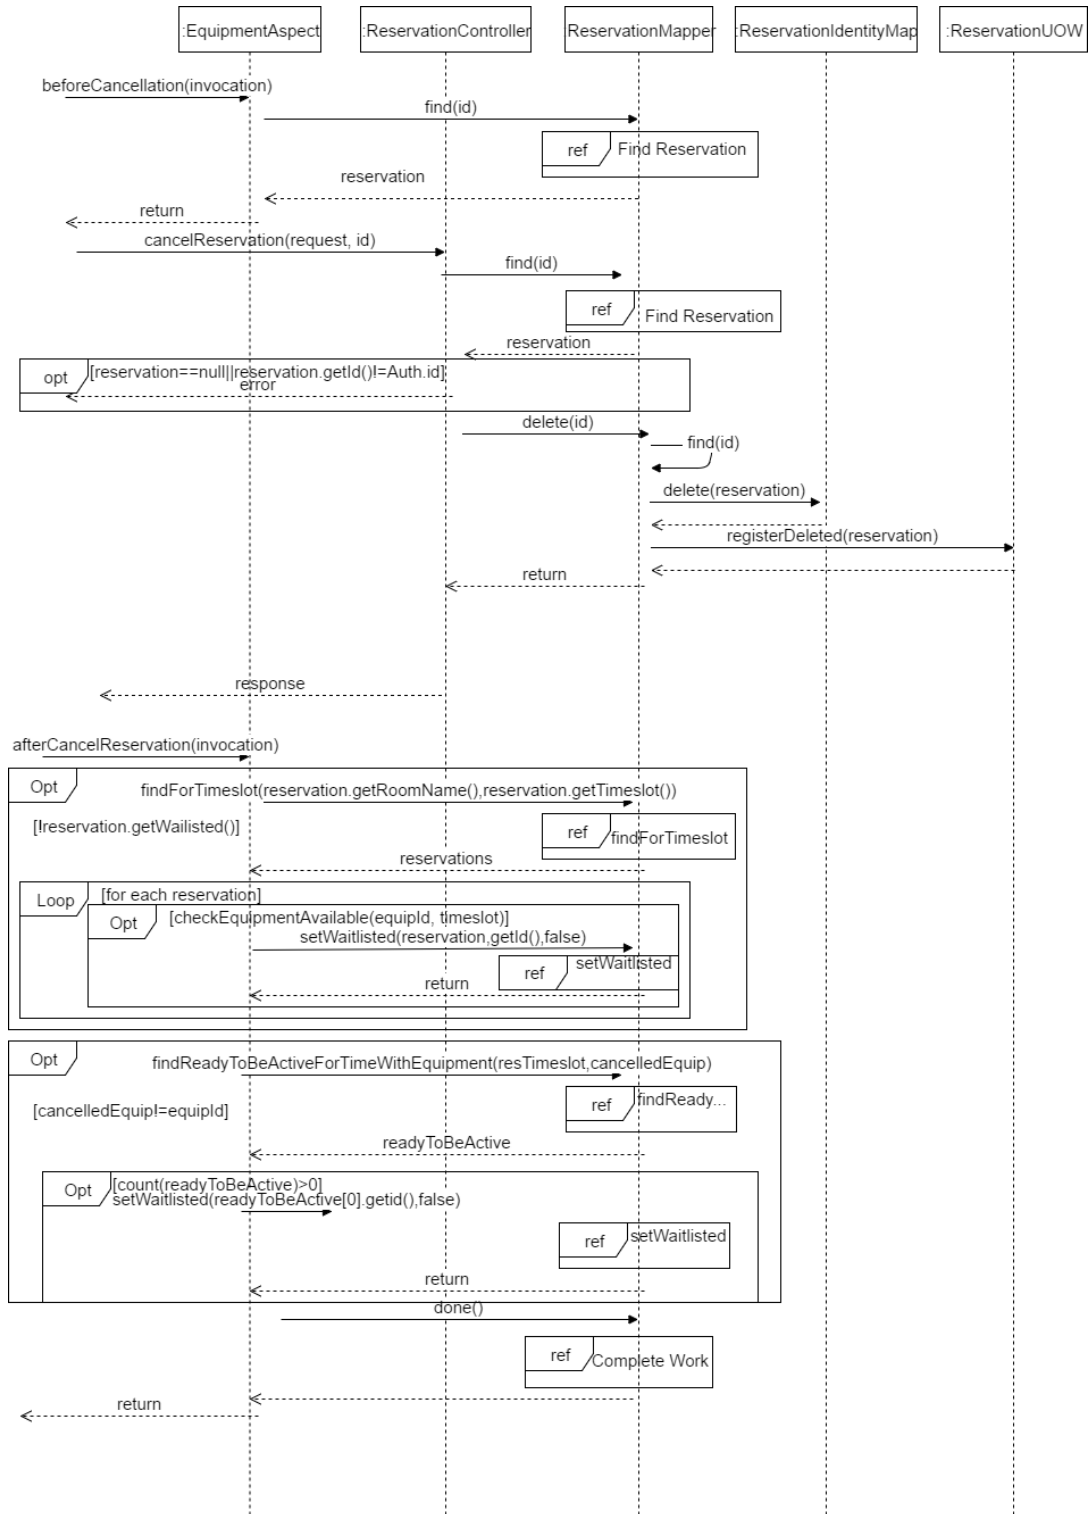 :EquipmentAspect
:ReservationController
:ReservationMapper
:ReservationIdentityMap
:ReservationUOW
beforeCancellation(invocation)
find(id)
ref
Find Reservation
reservation
return
cancelReservation(request, id)
find(id)
ref
Find Reservation
reservation
opt
[reservation==null||reservation.getId()!=Auth.id]
error
delete(id)
find(id)
delete(reservation)
registerDeleted(reservation)
return
response
afterCancelReservation(invocation)
Opt
findForTimeslot(reservation.getRoomName(),reservation.getTimeslot())
[!reservation.getWailisted()]
ref
findForTimeslot
reservations
Loop
[for each reservation]
Opt
[checkEquipmentAvailable(equipId, timeslot)]
setWaitlisted(reservation,getId(),false)
ref
setWaitlisted
return
Opt
findReadyToBeActiveForTimeWithEquipment(resTimeslot,cancelledEquip)
[cancelledEquip!=equipId]
ref
findReady...
readyToBeActive
Opt
[count(readyToBeActive)>0]
setWaitlisted(readyToBeActive[0].getid(),false)
ref
setWaitlisted
return
done()
ref
Complete Work
return